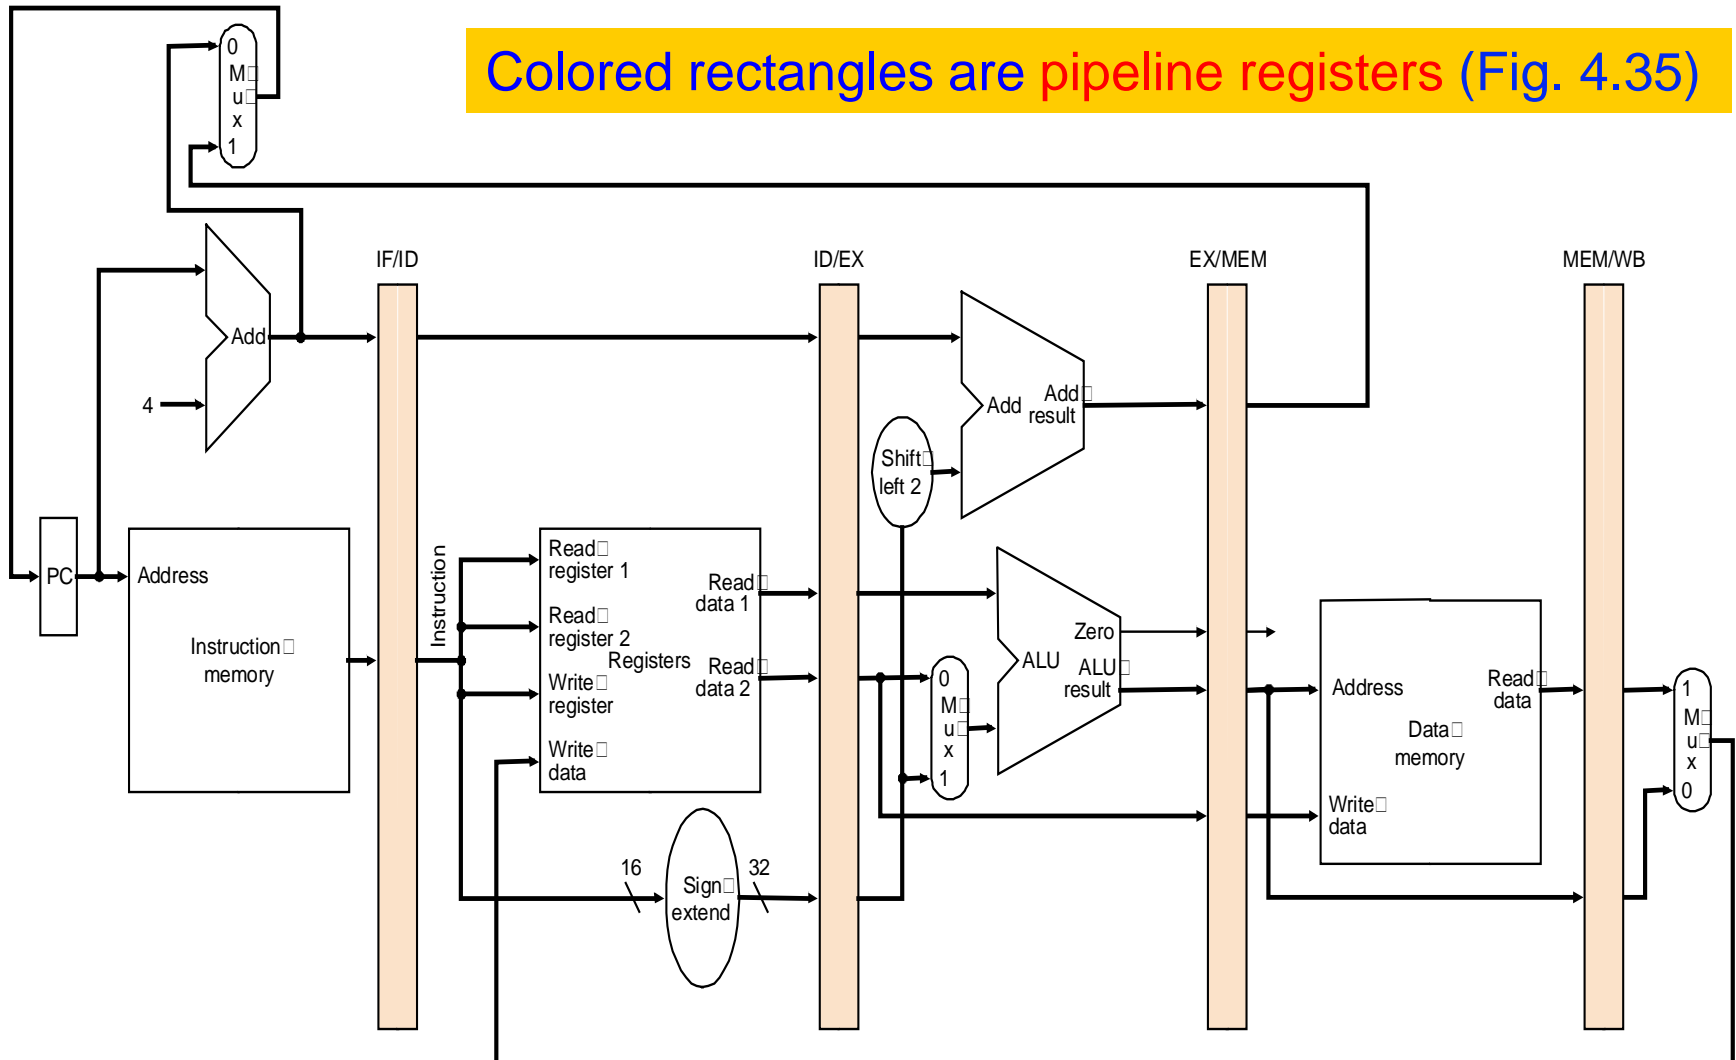 Colored rectangles are pipeline registers (Fig. 4.35)
0
M
u
x
1
IF/ID
ID/EX
EX/MEM
MEM/WB
Add
4
Add
Add
result
Shift
left 2
PC
Address
Instruction
memory
Instruction
Read
register 1
Read
register 2
Write
register
Write
data
Registers
Read
data 1
Read
data 2
16
Sign
extend
32
0
M
u
x
1
ALU
Zero
ALU
result
Address
Write
data
Data
memory
Read
data
1
M
u
x
0